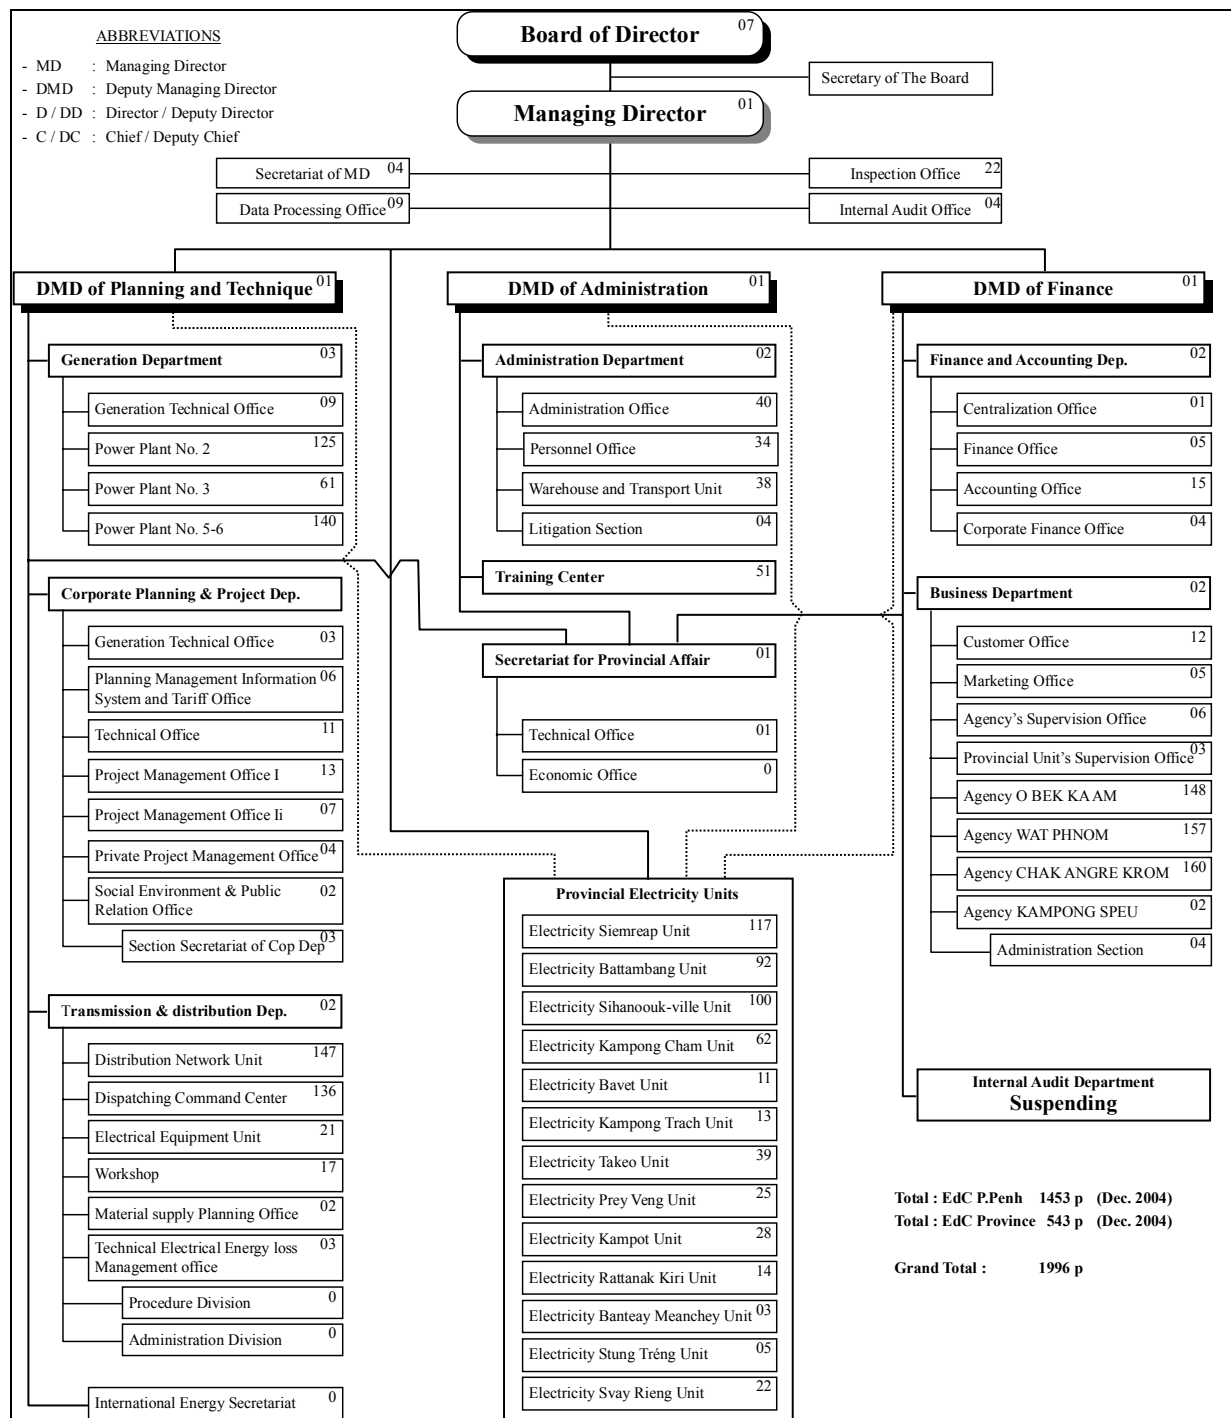 Board of Director 07
ABBREVIATIONS
- MD : Managing Director
- DMD : Deputy Managing Director
- D / DD : Director / Deputy Director
- C / DC : Chief / Deputy Chief
Secretary of The Board
Managing Director 01
Secretariat of MD 04
Inspection Office 22
Data Processing Office 09
Internal Audit Office 04
DMD of Planning and Technique 01
Generation Department 03
Generation Technical Office 09
Power Plant No. 2 125
Power Plant No. 3 61
Power Plant No. 5-6 140
Corporate Planning & Project Dep.
Generation Technical Office 03
Planning Management Information 06
System and Tariff Office
Technical Office 11
Project Management Office I 13
Project Management Office Ii 07
Private Project Management Office 04
Social Environment & Public 02
Relation Office
Section Secretariat of Cop Dep 03
Transmission & distribution Dep. 02
Distribution Network Unit 147
Dispatching Command Center 136
Electrical Equipment Unit 21
Workshop 17
Material supply Planning Office 02
Technical Electrical Energy loss 03
Management office
Procedure Division 0
Administration Division 0
International Energy Secretariat 0
DMD of Administration 01
Administration Department 02
Administration Office 40
Personnel Office 34
Warehouse and Transport Unit 38
Litigation Section 04
Training Center 51
Secretariat for Provincial Affair 01
Technical Office 01
Economic Office 0
Provincial Electricity Units
Electricity Siemreap Unit 117
Electricity Battambang Unit 92
Electricity Sihanoouk-ville Unit 100
Electricity Kampong Cham Unit 62
Electricity Bavet Unit 11
Electricity Kampong Trach Unit 13
Electricity Takeo Unit 39
Electricity Prey Veng Unit 25
Electricity Kampot Unit 28
Electricity Rattanak Kiri Unit 14
Electricity Banteay Meanchey Unit 03
Electricity Stung Tréng Unit 05
Electricity Svay Rieng Unit 22
DMD of Finance 01
Finance and Accounting Dep. 02
Centralization Office 01
Finance Office 05
Accounting Office 15
Corporate Finance Office 04
Business Department 02
Customer Office 12
Marketing Office 05
Agency's Supervision Office 06
Provincial Unit's Supervision Office 03
Agency O BEK KA AM 148
Agency WAT PHNOM 157
Agency CHAK ANGRE KROM 160
Agency KAMPONG SPEU 02
Administration Section 04
Internal Audit Department
Suspending
Total : EdC P.Penh 1453 p (Dec. 2004)
Total : EdC Province 543 p (Dec. 2004)
Grand Total : 1996 p